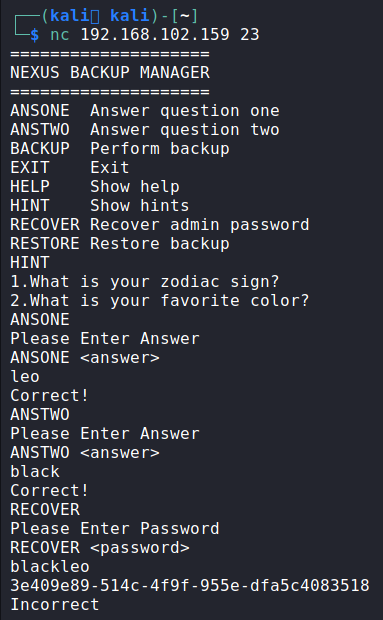 ┌──(kali㉿kali)-[~]
└─$ nc 192.168.102.159 23
====================
NEXUS BACKUP MANAGER
====================
ANSONE  Answer question one
ANSTWO  Answer question two
BACKUP  Perform backup
EXIT    Exit
HELP    Show help
HINT    Show hints
RECOVER Recover admin password
RESTORE Restore backup
HINT
1.What is your zodiac sign?
2.What is your favorite color?
ANSONE
Please Enter Answer
ANSONE <answer>
leo
Correct!
ANSTWO
Please Enter Answer
ANSTWO <answer>
black
Correct!
RECOVER
Please Enter Password
RECOVER <password>
blackleo
3e409e89-514c-4f9f-955e-dfa5c4083518
Incorrect